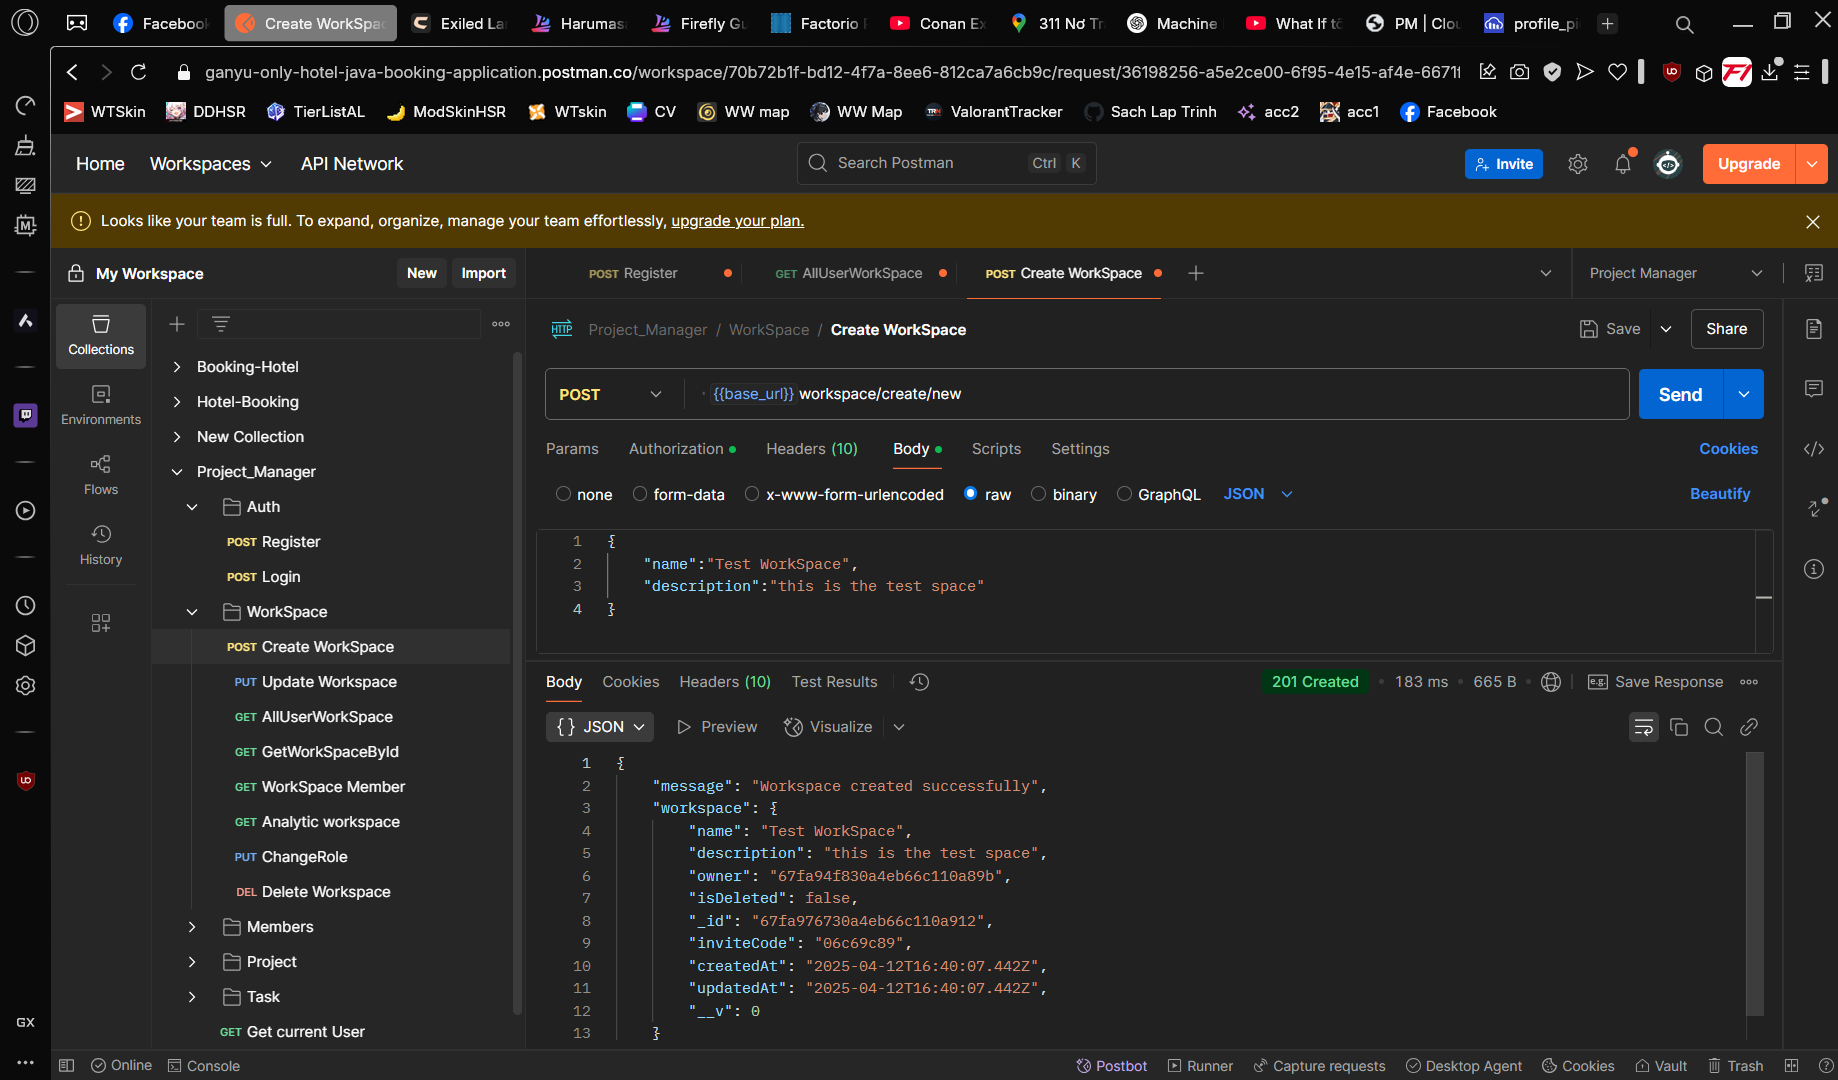 Facebook
Create WorkSpac
Exiled La
Harumas
Firefly Gu
Factorio
Conan Ex
311 No Tr
Machine
What If t
PM | Clou
profile_pi
ganyu-only-hotel-java-booking-application.postman.co/workspace/70b72b1f-bd12-4f7a-8ee6-812ca7a6cb9c/request/36198256-a5e2ce00-6f95-4e15-af4e-6671f
WTSkin
DDHSR
TierListAL
ModSkinHSR
WTskin
CV
WW map
WW Map
ValorantTracker
Sach Lap Trinh
acc2
acc1
Facebook
Home
Workspaces
API Network
Search Postman
Ctrl K
Invite
Upgrade
Looks like your team is full. To expand, organize, manage your team effortlessly, upgrade your plan.
My Workspace
New
Import
POST Register
GET AllUserWorkSpace
POST Create WorkSpace
Project Manager
Collections
Environments
Flows
History
Booking-Hotel
Hotel-Booking
New Collection
Project_Manager
Auth
POST Register
POST Login
WorkSpace
POST Create WorkSpace
PUT Update Workspace
GET AllUserWorkSpace
GET GetWorkSpaceById
GET WorkSpace Member
GET Analytic workspace
PUT ChangeRole
DEL Delete Workspace
Members
Project
Task
GET Get current User
HTTP Project_Manager / WorkSpace / Create WorkSpace
Save
Share
POST
{{base_url}} workspace/create/new
Send
Params
Authorization
Headers (10)
Body
Scripts
Settings
Cookies
none
form-data
x-www-form-urlencoded
raw
binary
GraphQL
JSON
Beautify
1 {
2 "name":"Test WorkSpace",
3 "description":"this is the test space"
4 }
Body
Cookies
Headers (10)
Test Results
201 Created
183 ms
665 B
e.g. Save Response
{} JSON
Preview
Visualize
1 {
2 "message": "Workspace created successfully",
3 "workspace": {
4 "name": "Test WorkSpace",
5 "description": "this is the test space",
6 "owner": "67fa94f830a4eb66c110a89b",
7 "isDeleted": false,
8 "_id": "67fa976730a4eb66c110a912",
9 "inviteCode": "06c69c89",
10 "createdAt": "2025-04-12T16:40:07.442Z",
11 "updatedAt": "2025-04-12T16:40:07.442Z",
12 "__v": 0
13 }
GX
Online
Console
Postbot
Runner
Capture requests
Desktop Agent
Cookies
Vault
Trash